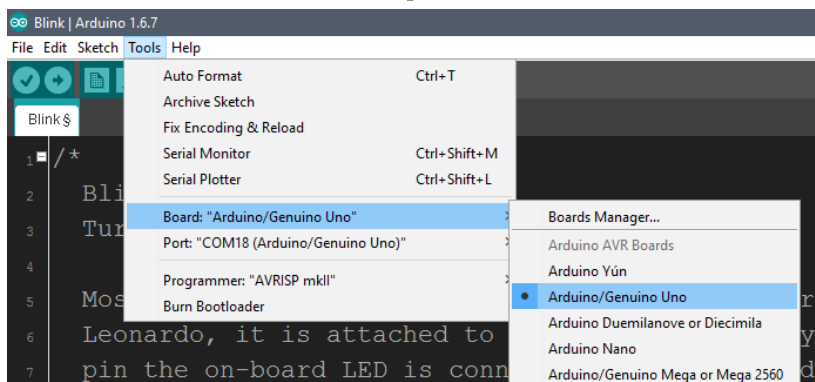 Blink | Arduino 1.6.7
File Edit Sketch Tools Help
Blink §
Auto Format Ctrl+T
Archive Sketch
Fix Encoding & Reload
Serial Monitor Ctrl+Shift+M
Serial Plotter Ctrl+Shift+L
Board: "Arduino/Genuino Uno"
Port: "COM18 (Arduino/Genuino Uno)"
Programmer: "AVRISP mkII"
Burn Bootloader
Boards Manager...
Arduino AVR Boards
Arduino Yún
Arduino/Genuino Uno
Arduino Duemilanove or Diecimila
Arduino Nano
Arduino/Genuino Mega or Mega 2560
1 /*
2 Bli
3 Tur
4
5 Mos
6 Leonardo, it is attached to
7 pin the on-board LED is conn